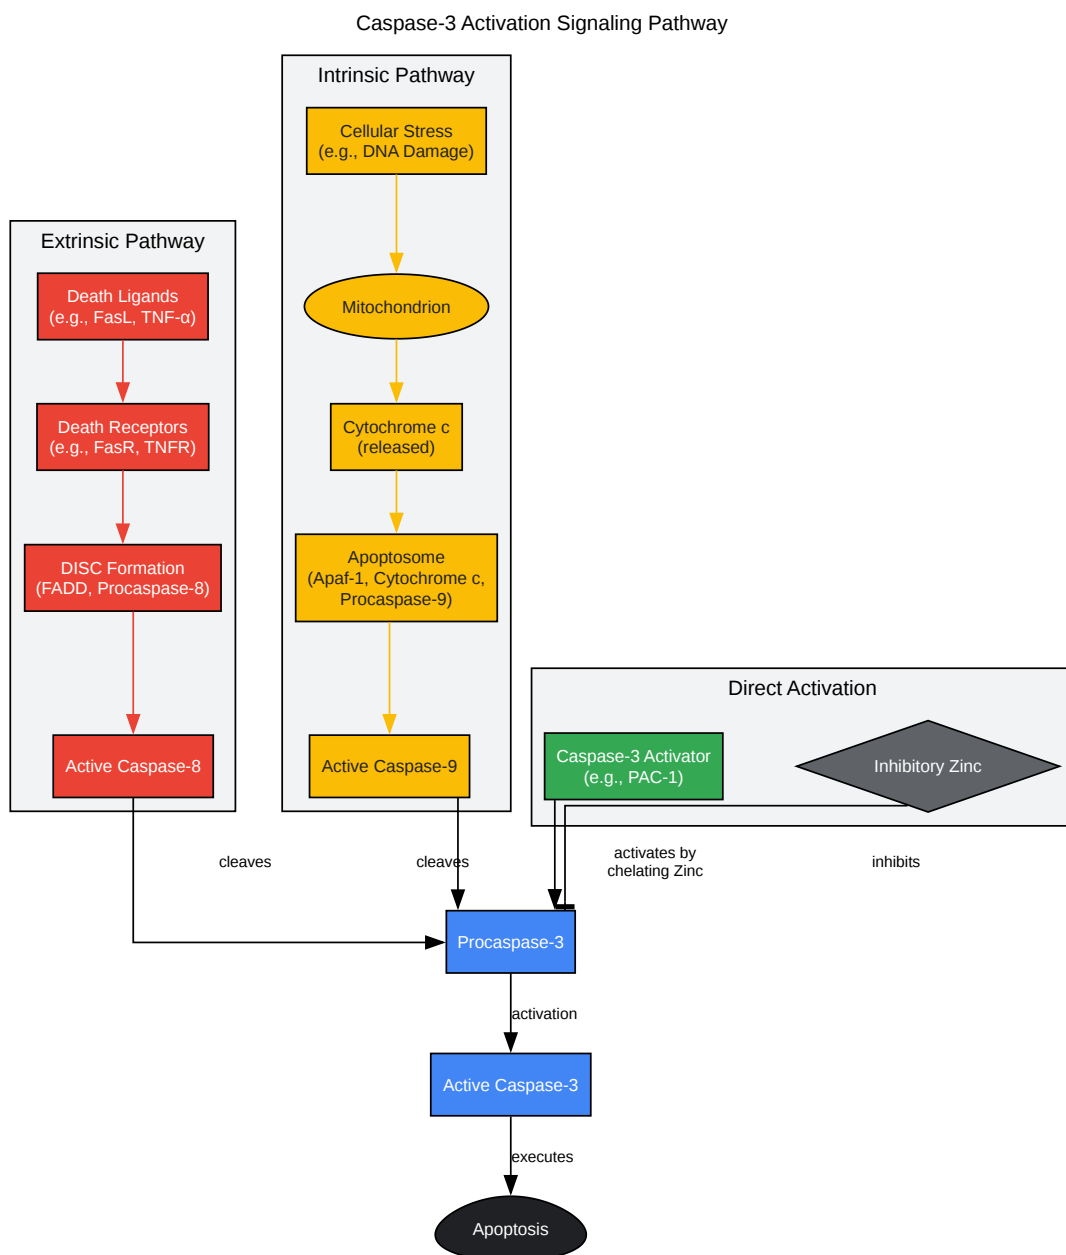 Caspase-3 Activation Signaling Pathway
Intrinsic Pathway
Cellular Stress
(e.g., DNA Damage)
Mitochondrion
Cytochrome c
(released)
Apoptosome
(Apaf-1, Cytochrome c,
Procaspase-9)
Active Caspase-9
Extrinsic Pathway
Death Ligands
(e.g., FasL, TNF-α)
Death Receptors
(e.g., FasR, TNFR)
DISC Formation
(FADD, Procaspase-8)
Active Caspase-8
Direct Activation
Caspase-3 Activator
(e.g., PAC-1)
Inhibitory Zinc
cleaves
cleaves
activates by
chelating Zinc
inhibits
Procaspase-3
activation
Active Caspase-3
executes
Apoptosis